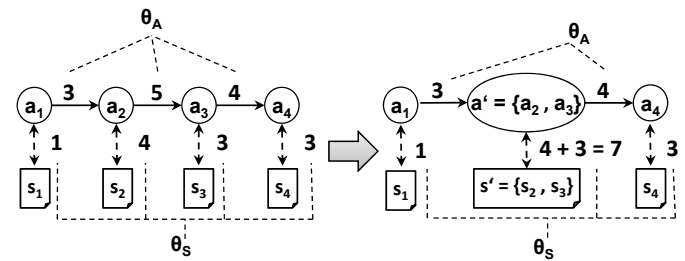 θA θA
3 5 4 3 4
a1 a2 a3 a4 a1 a‘ = {a2 , a3} a4
1 4 3 3 1 4 + 3 = 7 3
s1 s2 s3 s4 s1 s‘ = {s2 , s3} s4
θS θS